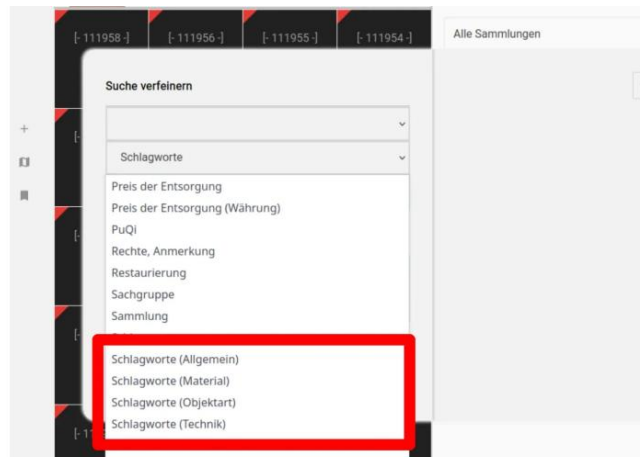 [- 111958 -] [- 111956 -] [- 111955 -] [- 111954 -] Alle Sammlungen
Suche verfeinern
Schlagworte
Preis der Entsorgung
Preis der Entsorgung (Währung)
PuQi
Rechte, Anmerkung
Restaurierung
Sachgruppe
Sammlung
Schlagworte (Allgemein)
Schlagworte (Material)
Schlagworte (Objektart)
Schlagworte (Technik)